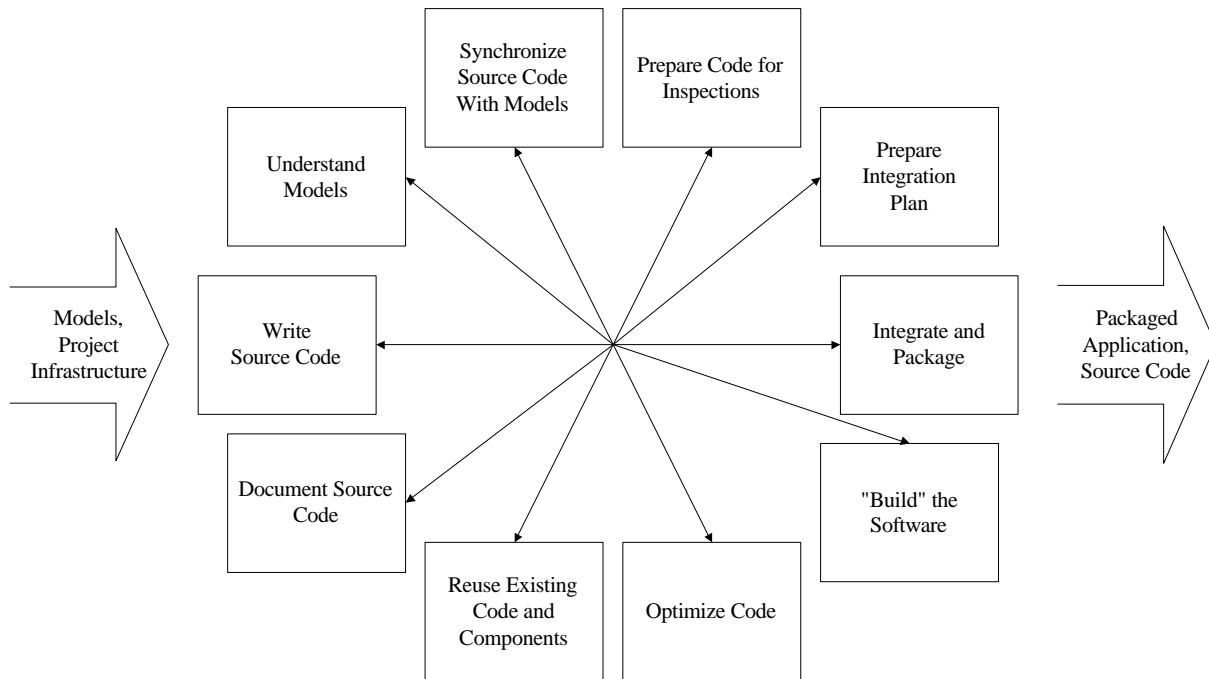 Synchronize
Source Code
With Models
Prepare Code for
Inspections
Understand
Models
Prepare
Integration
Plan
Models,
Project
Infrastructure
Write
Source Code
Integrate and
Package
Packaged
Application,
Source Code
Document Source
Code
"Build" the
Software
Reuse Existing
Code and
Components
Optimize Code